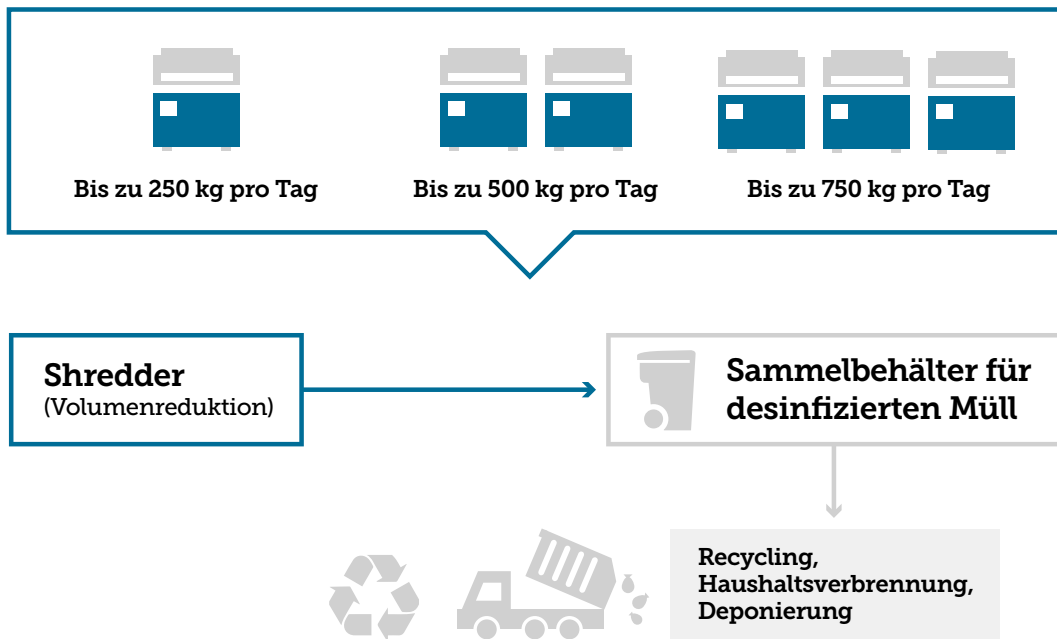 Bis zu 250 kg pro Tag
Bis zu 500 kg pro Tag
Bis zu 750 kg pro Tag
Shredder
(Volumenreduktion)
Sammelbehälter für
desinfizierten Müll
Recycling,
Haushaltsverbrennung,
Deponierung